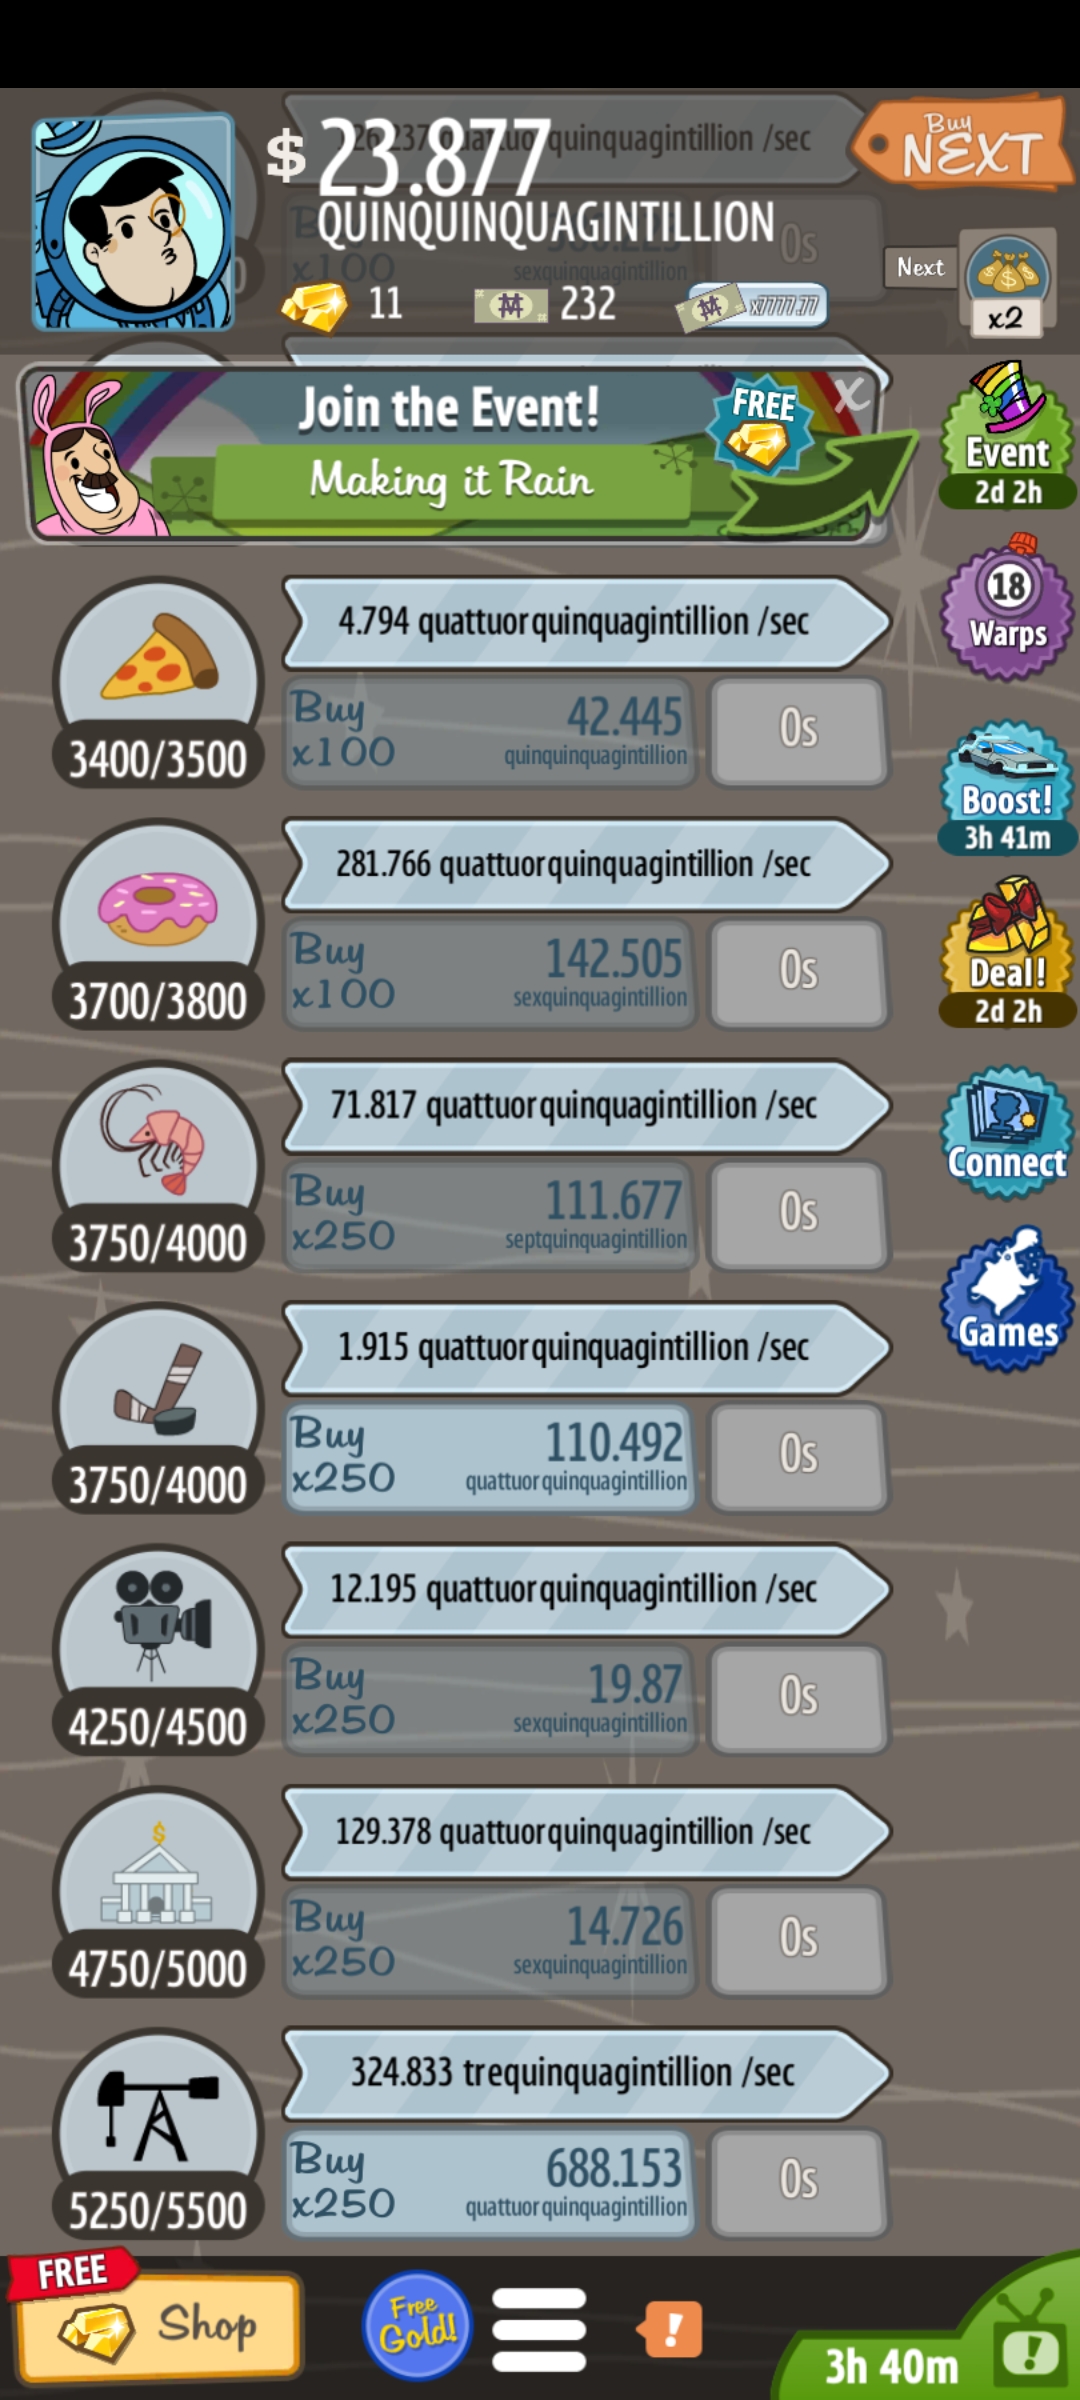 $ 23.877
QUINQUINQUAGINTILLION
11
232
x7777.77
Buy
NEXT
Next
x2
quinquagintillion /sec
x100
sexquinquagintillion
0s
Join the Event!
Making it Rain
FREE
X
Event
2d 2h
18
Warps
4.794 quattuorquinquagintillion /sec
3400/3500
Buy
x100
42.445
quinquagintillion
0s
Boost!
3h 41m
281.766 quattuorquinquagintillion /sec
3700/3800
Buy
x100
142.505
sexquinquagintillion
0s
Deal!
2d 2h
71.817 quattuorquinquagintillion /sec
3750/4000
Buy
x250
111.677
septquinquagintillion
0s
Connect
Games
1.915 quattuorquinquagintillion /sec
3750/4000
Buy
x250
110.492
quattuorquinquagintillion
0s
12.195 quattuorquinquagintillion /sec
4250/4500
Buy
x250
19.87
sexquinquagintillion
0s
129.378 quattuorquinquagintillion /sec
4750/5000
Buy
x250
14.726
sexquinquagintillion
0s
324.833 trequinquagintillion /sec
5250/5500
Buy
x250
688.153
quattuorquinquagintillion
0s
FREE
Shop
Free
Gold!
!
3h 40m
!